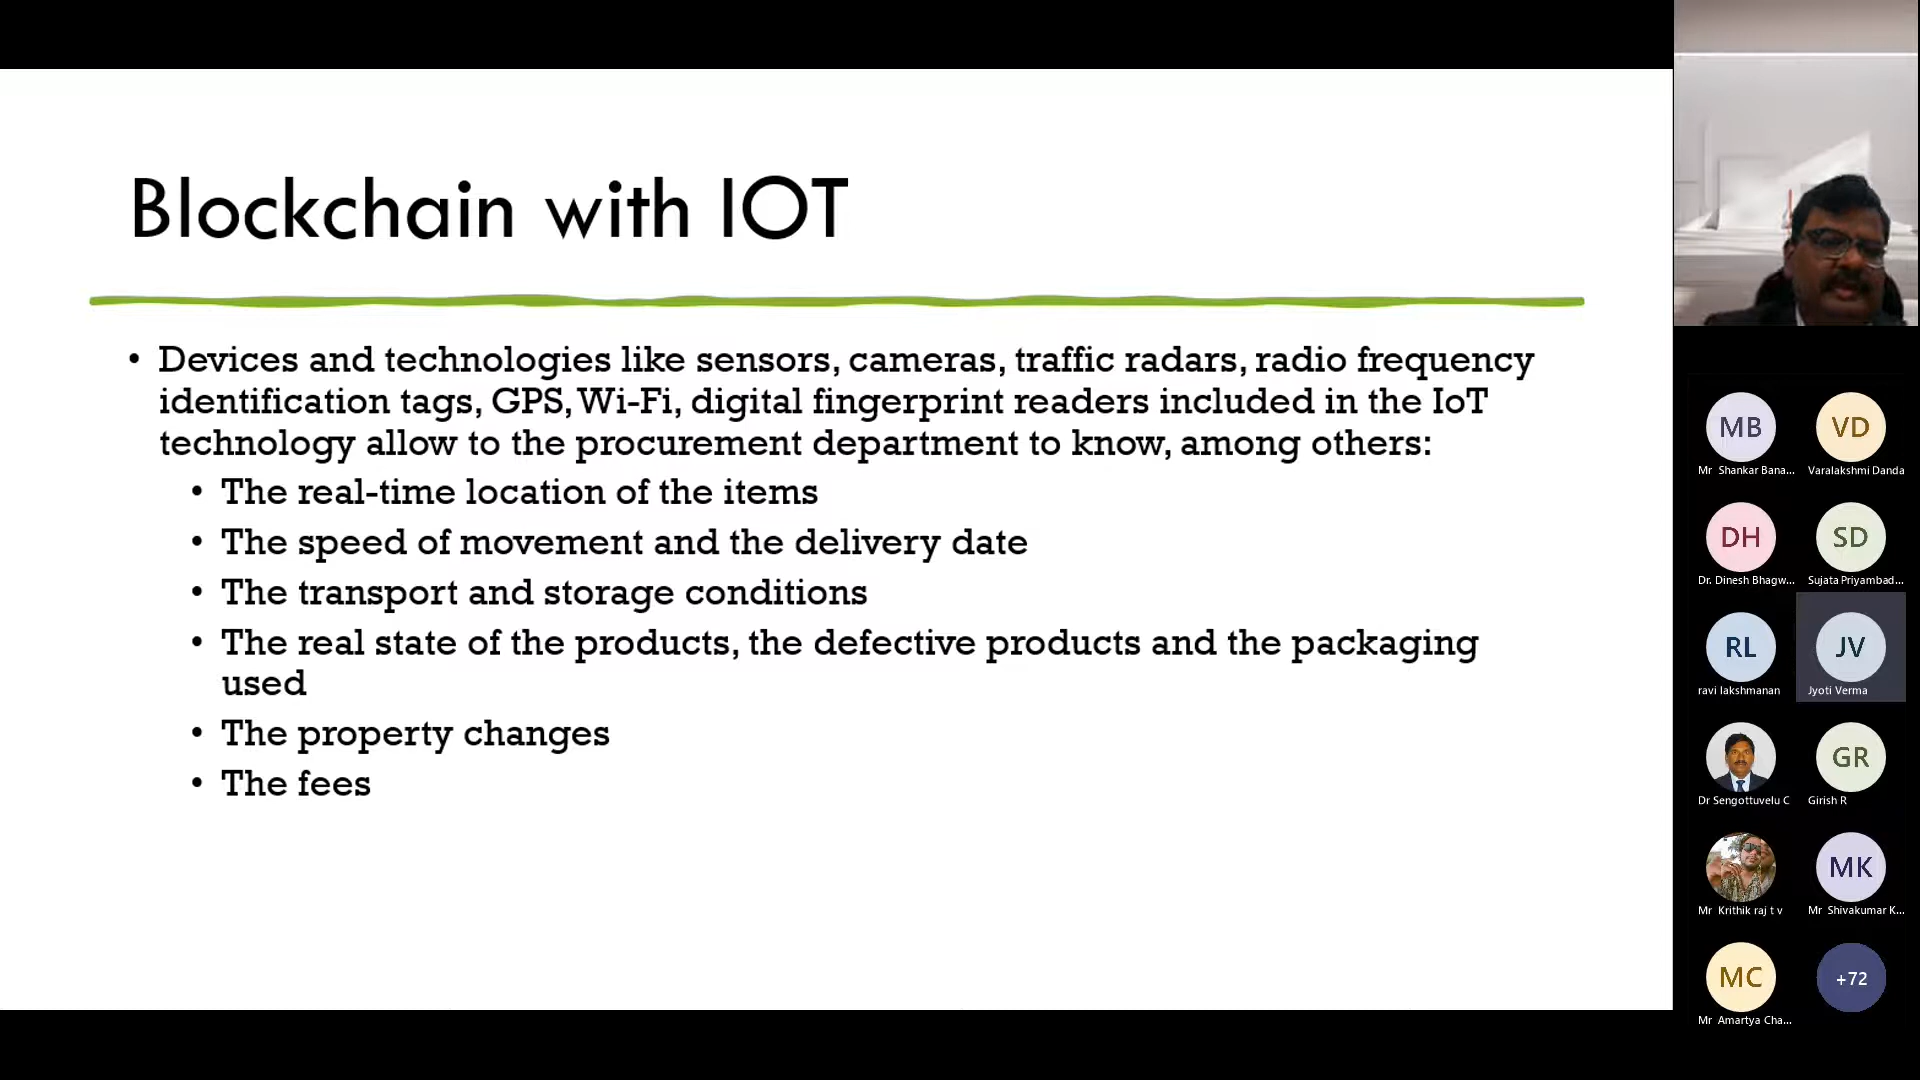 Blockchain with IOT
• Devices and technologies like sensors, cameras, traffic radars, radio frequency
identification tags, GPS, Wi-Fi, digital fingerprint readers included in the IoT
technology allow to the procurement department to know, among others:
• The real-time location of the items
• The speed of movement and the delivery date
• The transport and storage conditions
• The real state of the products, the defective products and the packaging
used
• The property changes
• The fees
MB
VD
Mr Shankar Bana...
Varalakshmi Danda
DH
SD
Dr. Dinesh Bhagw...
Sujata Priyambad...
RL
JV
ravi lakshmanan
Jyoti Verma
GR
Dr Sengottuvelu C
Girish R
MK
Mr Krithik raj t v
Mr Shivakumar K...
MC
+72
Mr Amartya Cha...